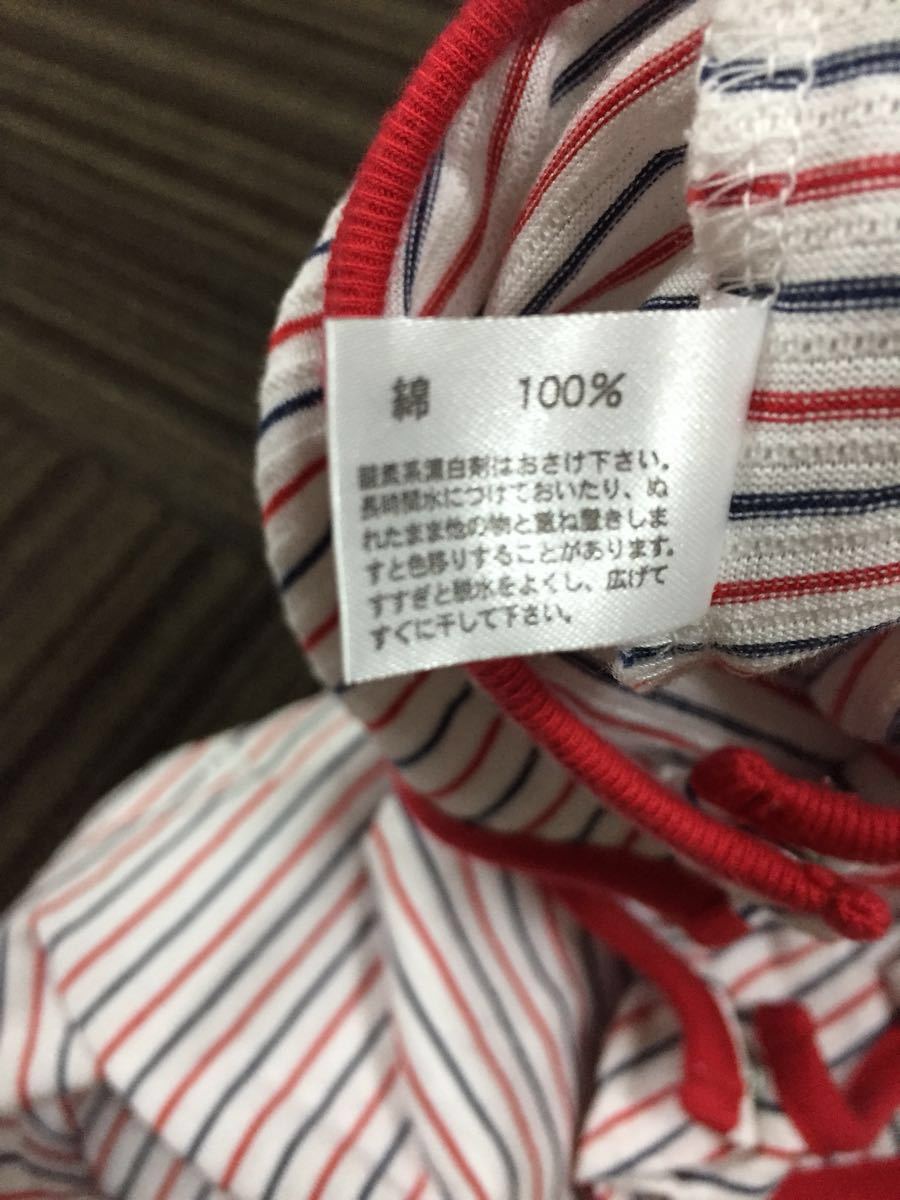 綿 100%
酸素系漂白剤はおさけ下さい。
長時間水につけておいたり、ぬ
れたまま他の物と重ね置きしま
すと色移りすることがあります。
すすぎと脱水をよくし、広げて
すぐに干して下さい。